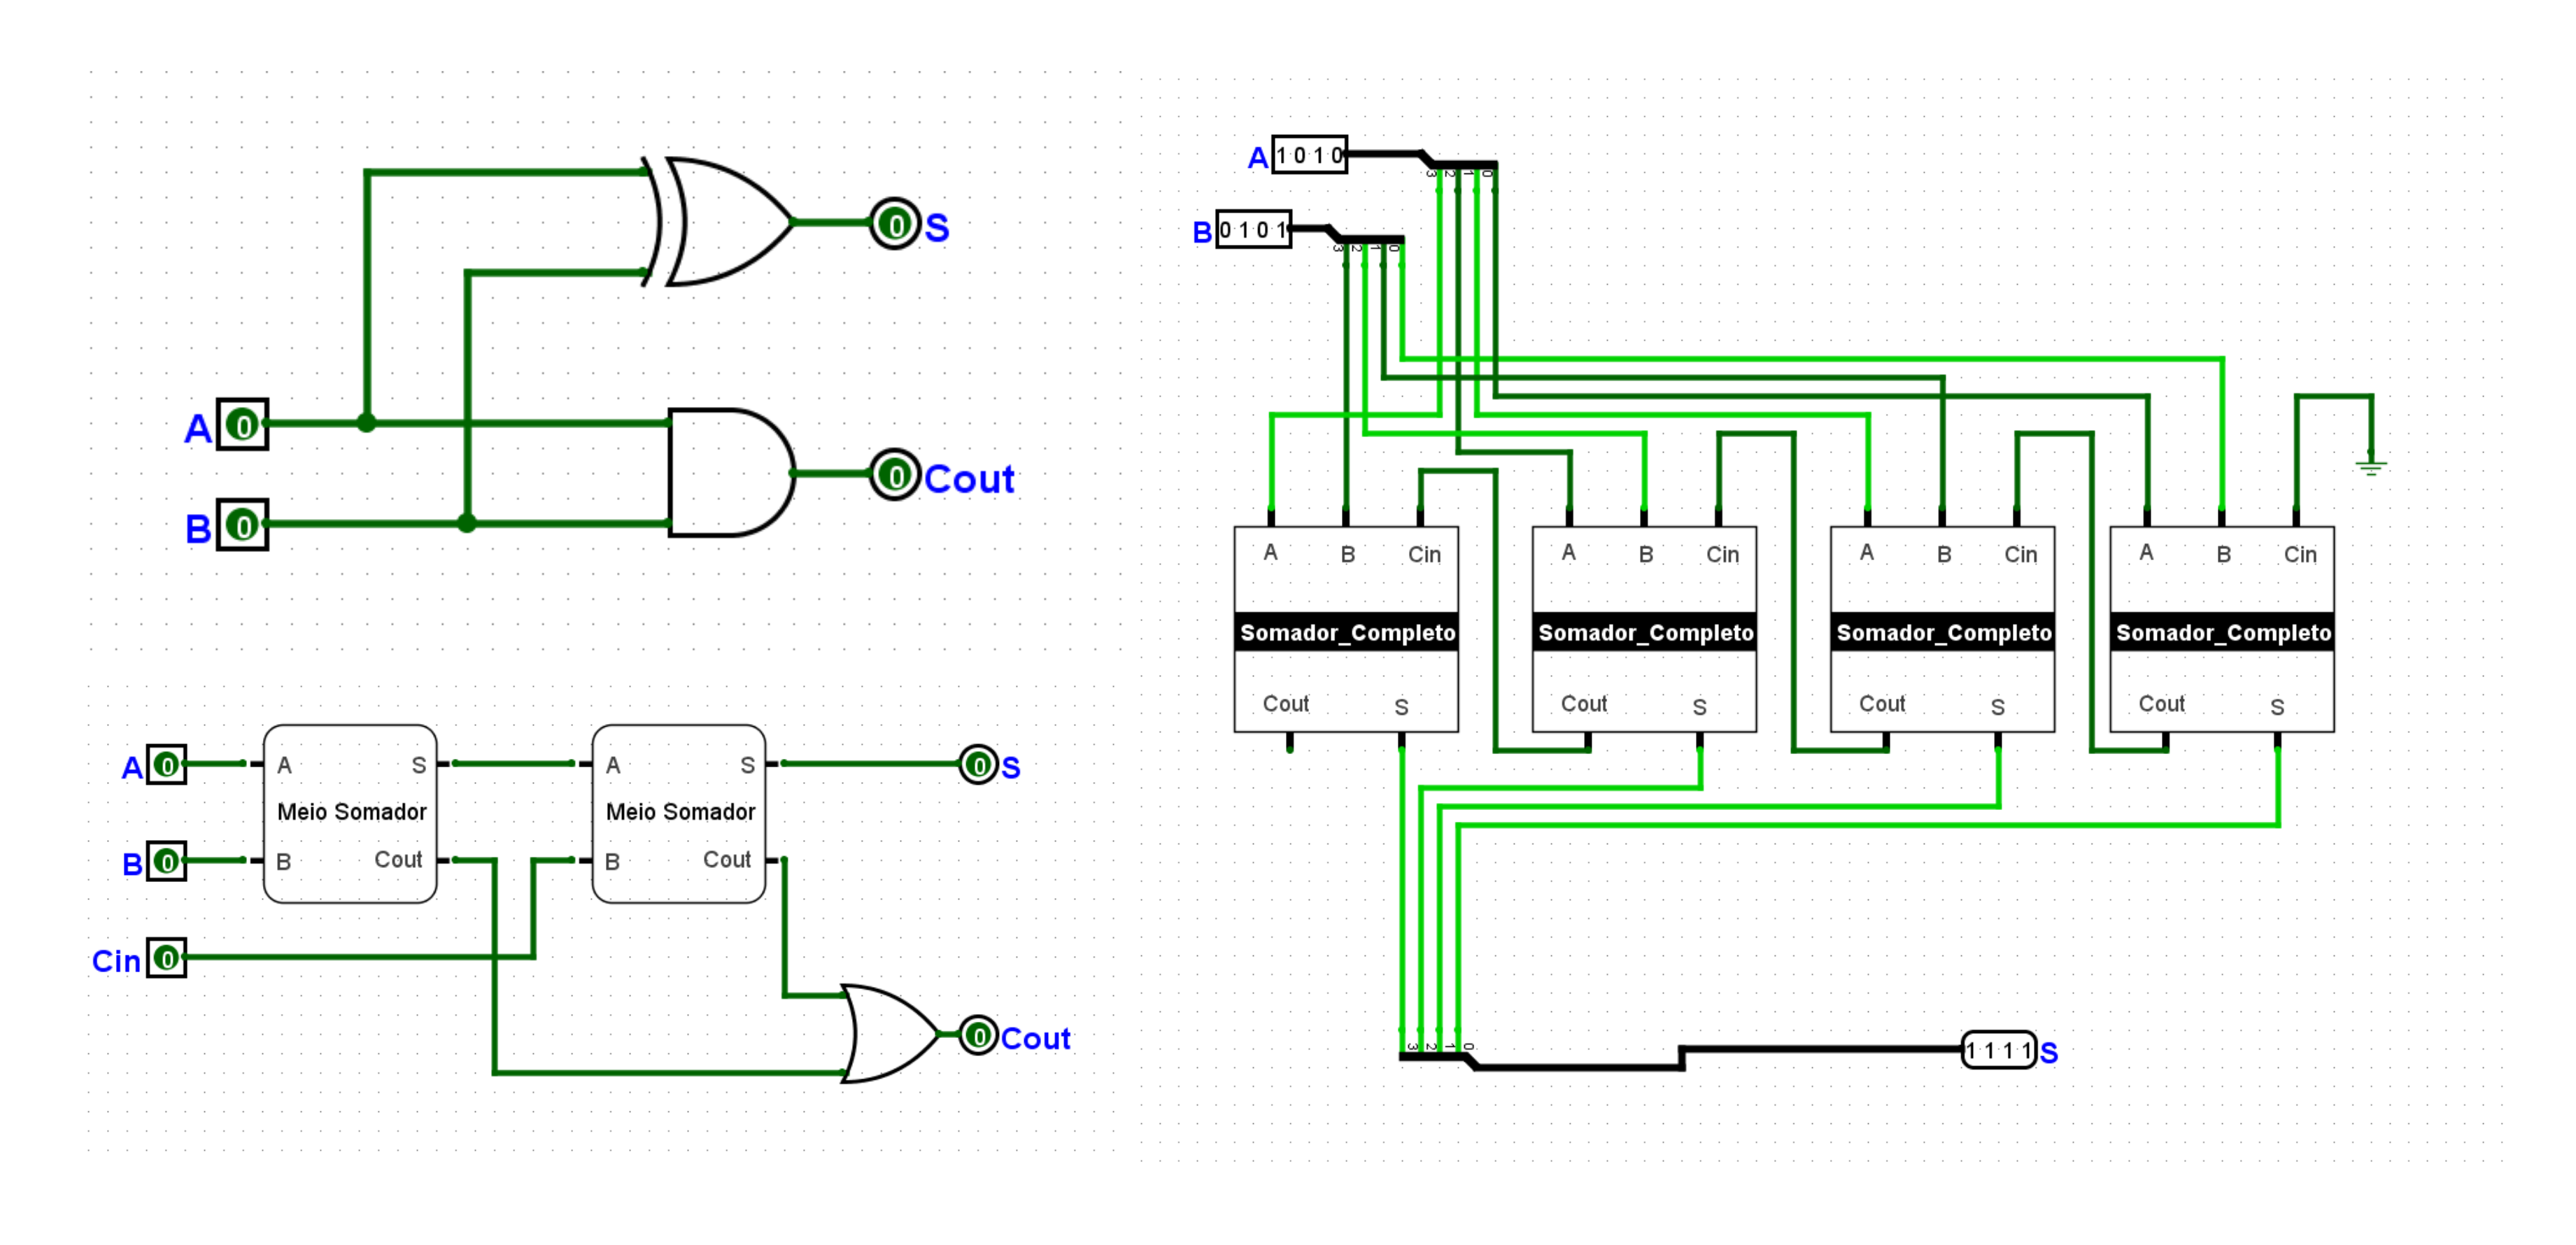 0 S
A 0
0 Cout
B 0
A 0
A S
Meio Somador
B Cout
A S
Meio Somador
B Cout
0 S
B 0
Cin 0
0 Cout
A 1 0 1 0
3 2 1 0
B 0 1 0 1
3 2 1 0
A B Cin
Somador_Completo
Cout S
A B Cin
Somador_Completo
Cout S
A B Cin
Somador_Completo
Cout S
A B Cin
Somador_Completo
Cout S
3 2 1 0
1 1 1 1 S